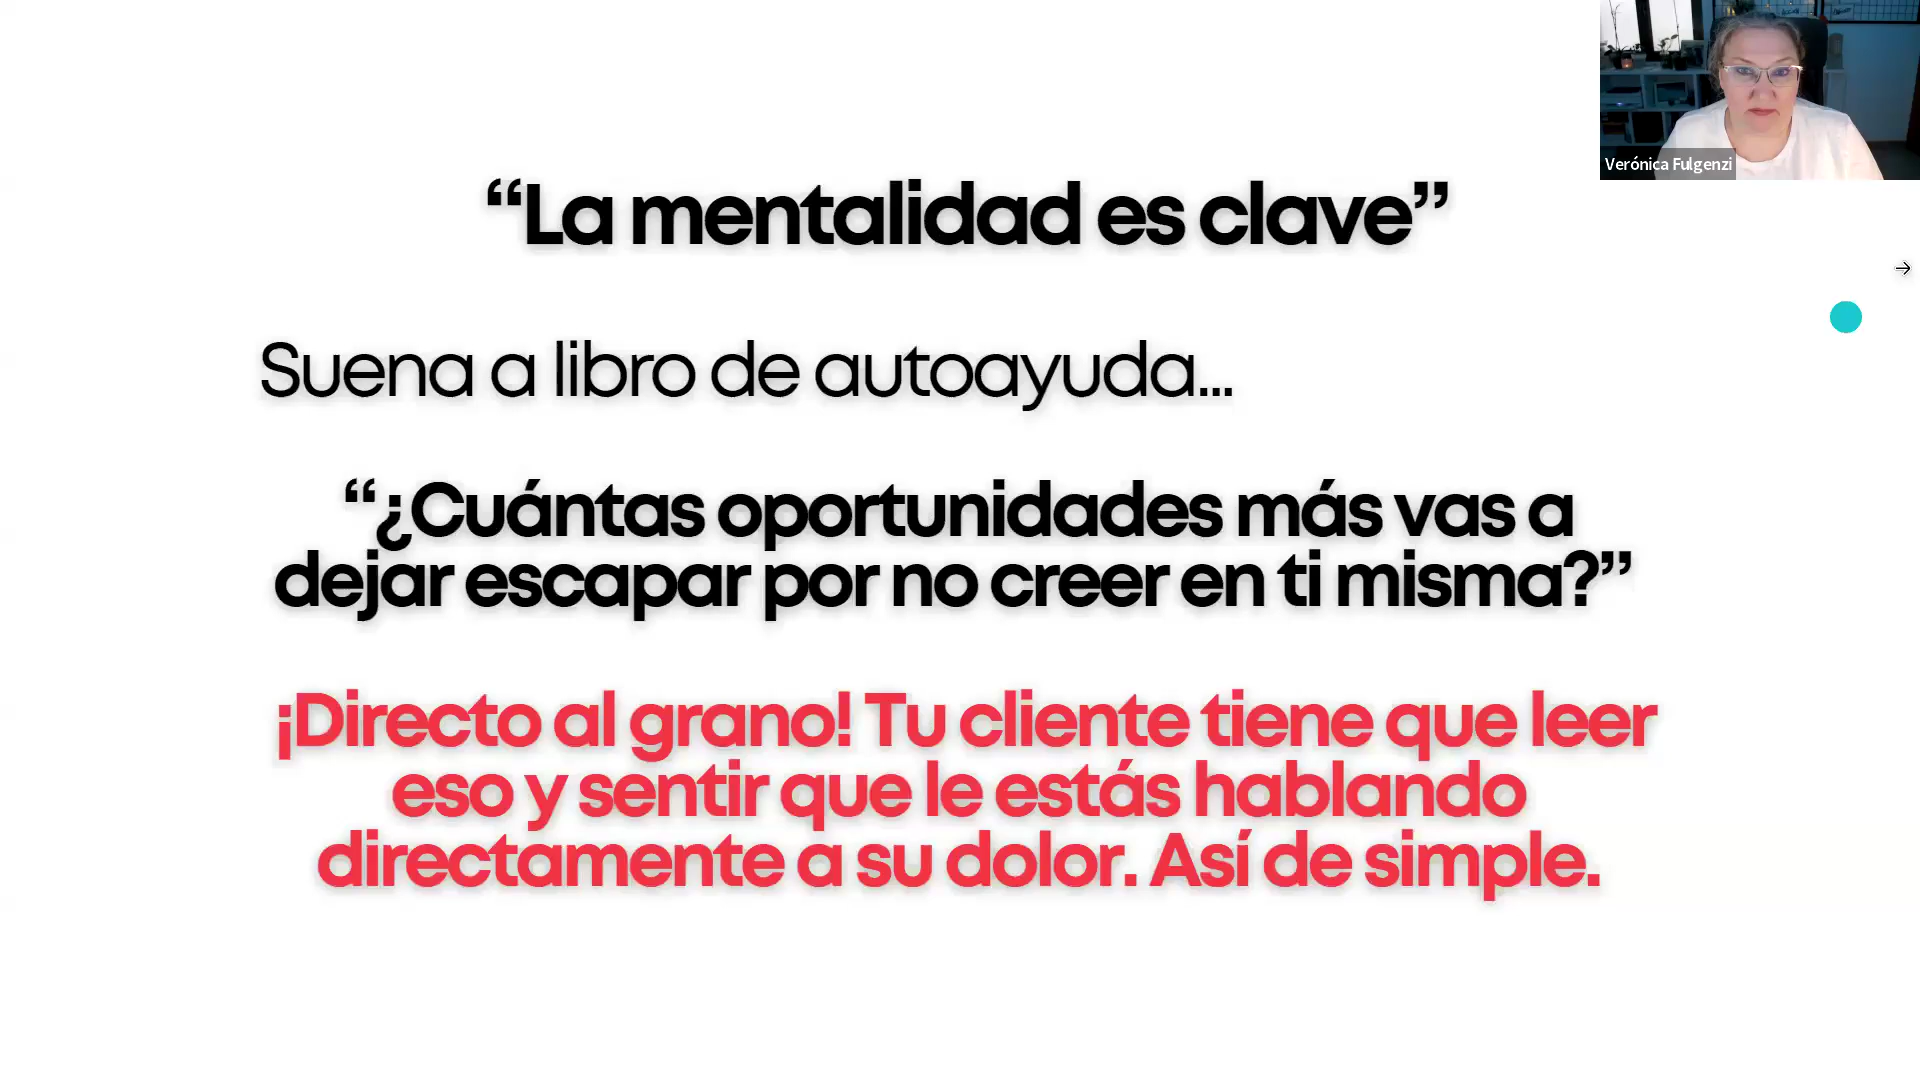 Verónica Fulgenzi
“La mentalidad es clave”
Suena a libro de autoayuda...
“¿Cuántas oportunidades más vas a
dejar escapar por no creer en ti misma?”
¡Directo al grano! Tu cliente tiene que leer
eso y sentir que le estás hablando
directamente a su dolor. Así de simple.